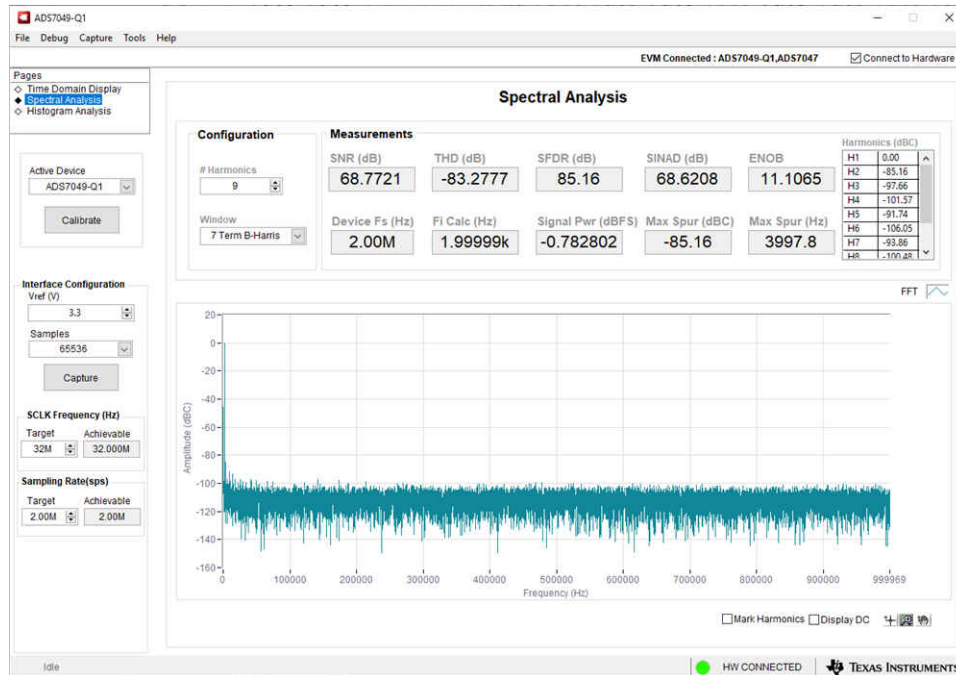 ADS7049-Q1
File Debug Capture Tools Help
EVM Connected : ADS7049-Q1,ADS7047
Connect to Hardware
Pages
Time Domain Display
Spectral Analysis
Histogram Analysis
Active Device
ADS7049-Q1
Calibrate
Interface Configuration
Vref (V)
3.3
Samples
65536
Capture
SCLK Frequency (Hz)
Target Achievable
32M 32.000M
Sampling Rate(sps)
Target Achievable
2.00M 2.00M
Spectral Analysis
Configuration
# Harmonics
9
Window
7 Term B-Harris
Measurements
SNR (dB) THD (dB) SFDR (dB) SINAD (dB) ENOB
68.7721 -83.2777 85.16 68.6208 11.1065
Device Fs (Hz) Fi Calc (Hz) Signal Pwr (dBFS) Max Spur (dBC) Max Spur (Hz)
2.00M 1.99999k -0.782802 -85.16 3997.8
Harmonics (dBC)
H1 0.00
H2 -85.16
H3 -97.66
H4 -101.57
H5 -91.74
H6 -106.05
H7 -93.86
H8 -100.48
FFT
20
0
-20
-40
-60
-80
-100
-120
-140
-160
Amplitude (dBC)
0 100000 200000 300000 400000 500000 600000 700000 800000 900000 999969
Frequency (Hz)
Mark Harmonics Display DC
Idle
HW CONNECTED
TEXAS INSTRUMENTS